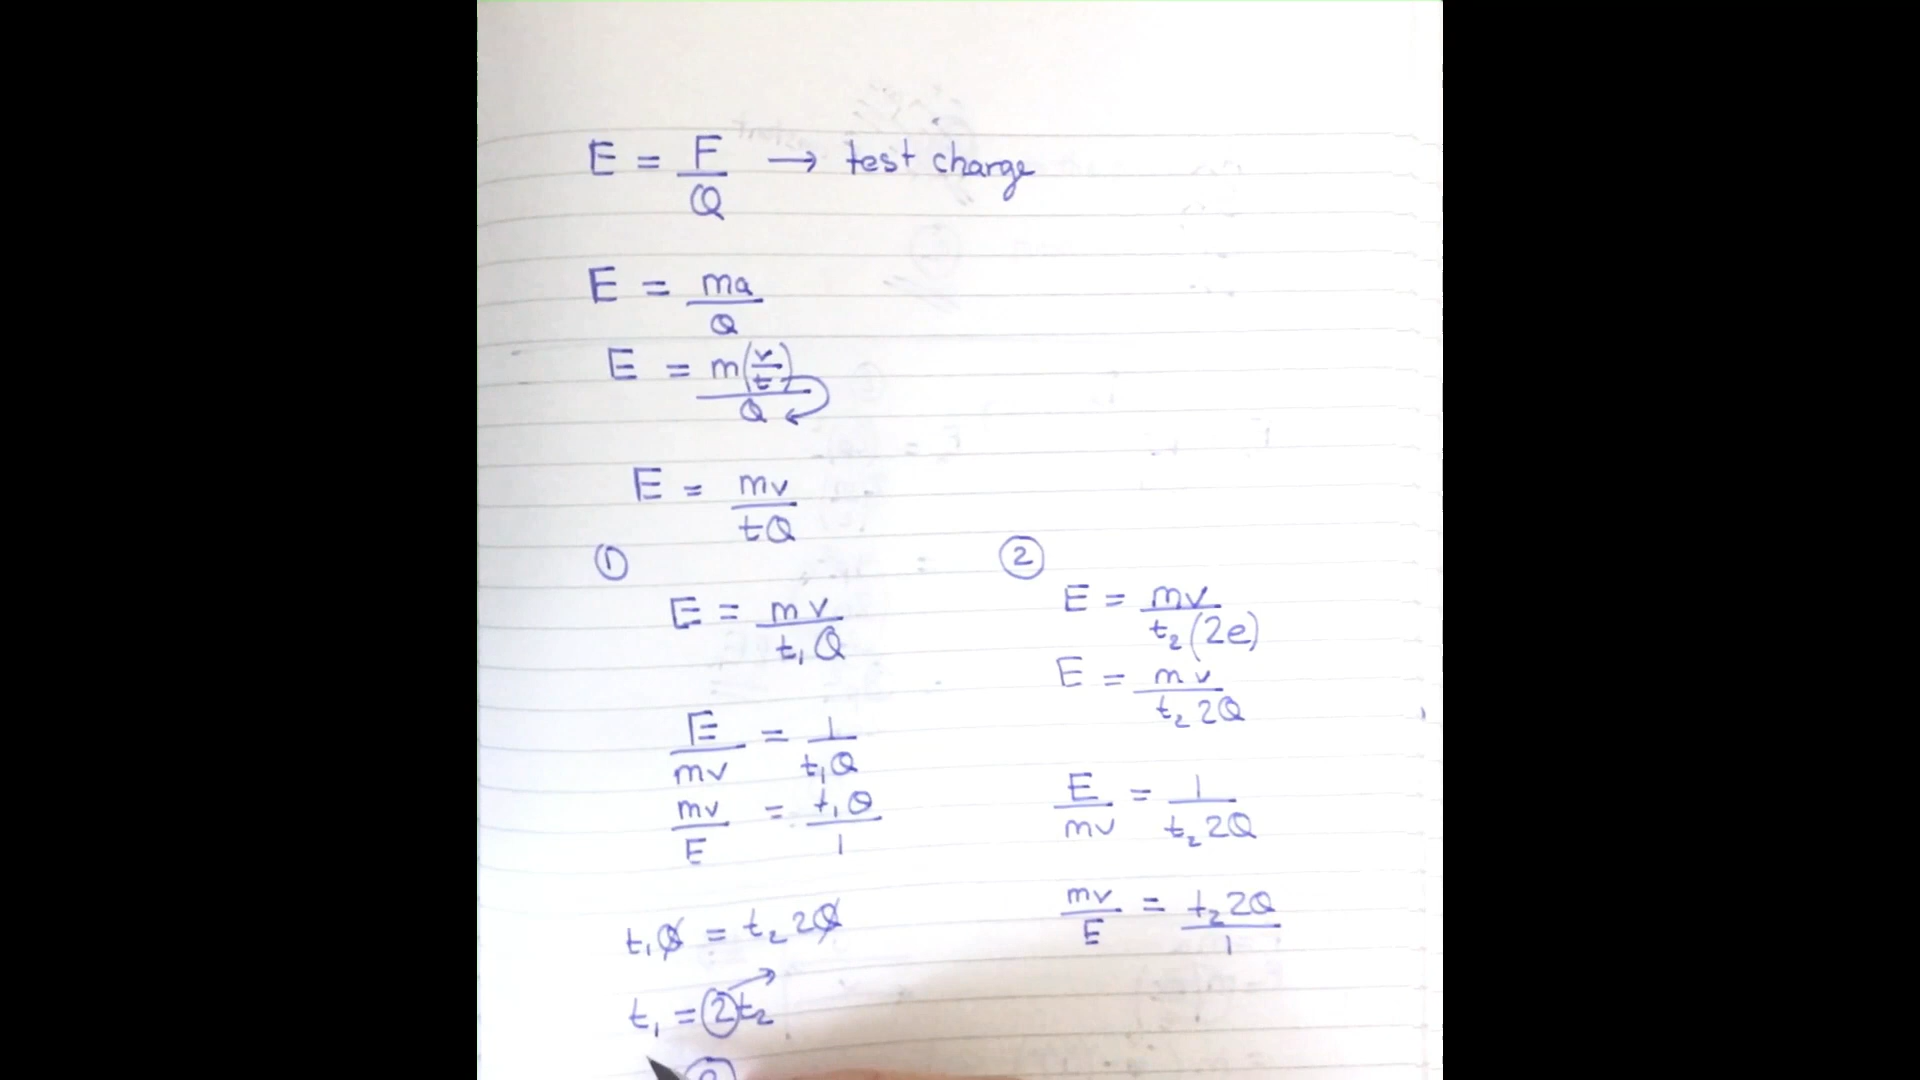 E = F/Q → test charge
E = ma/Q
E = m(v/t)/Q
E = mv/tQ
①
E = mv/t₁Q
E/mv = 1/t₁Q
mv/E = t₁Q/1
②
E = mv/t₂(2e)
E = mv/t₂2Q
E/mv = 1/t₂2Q
mv/E = t₂2Q/1
t₁Q = t₂2Q
t₁ = 2t₂